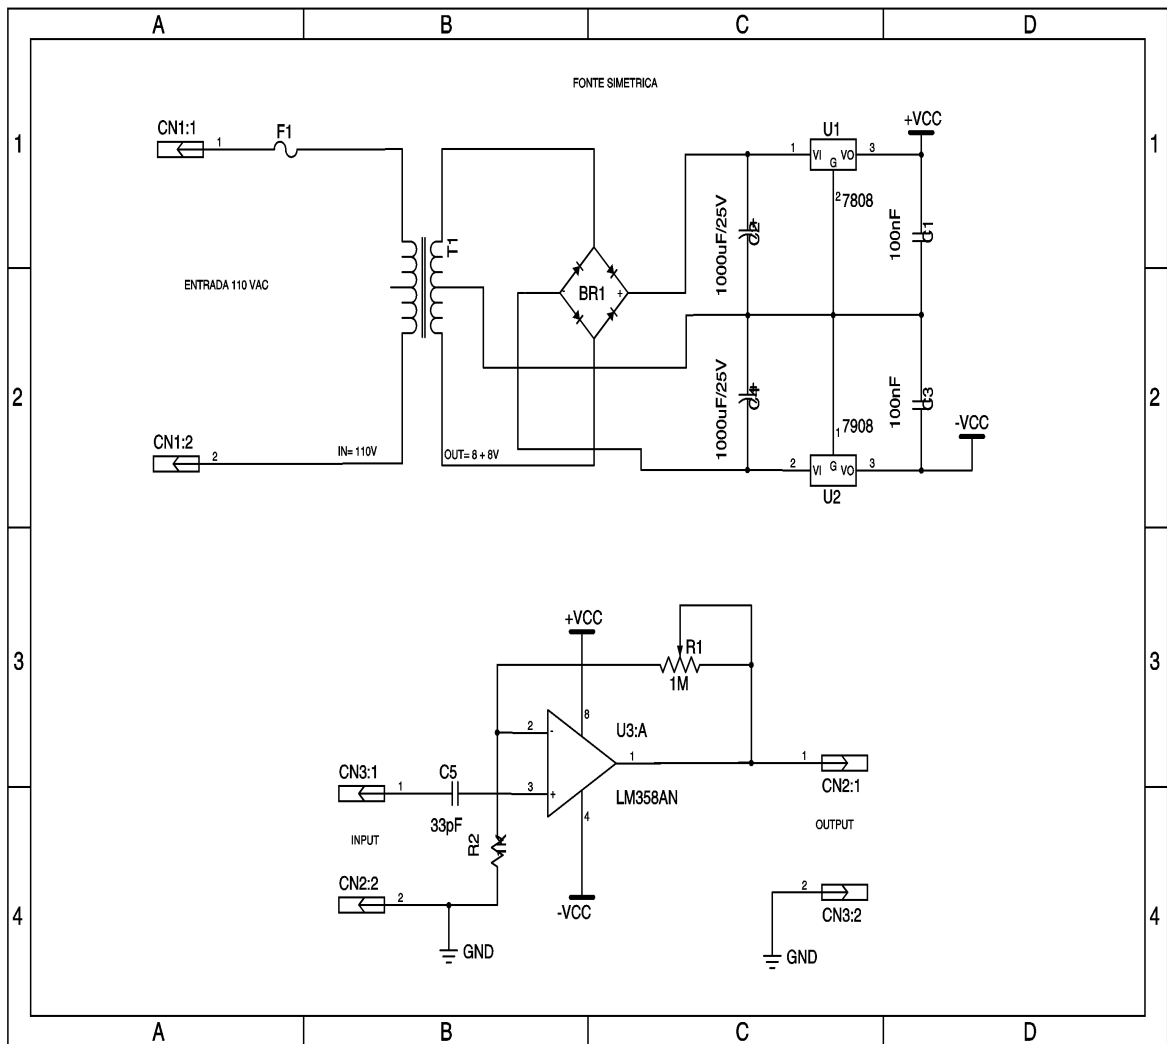 A B C D
FONTE SIMETRICA
1 1
CN1:1 1 F1
U1 +VCC
1 VI G VO 3
2 7808
1000uF/25V C2 + 100nF C1
T1
ENTRADA 110 VAC
- BR1 +
2 2
1000uF/25V + 100nF C3
1 7908
-VCC
CN1:2 2 IN= 110V OUT= 8 + 8V
2 VI G VO 3
U2
3 3
+VCC
R1
1M
8
2 - U3:A
1 1
CN3:1 1 C5 3 + LM358AN CN2:1
33pF 4
INPUT R2 1K OUTPUT
CN2:2 2 2
-VCC CN3:2
4 4
GND GND
A B C D